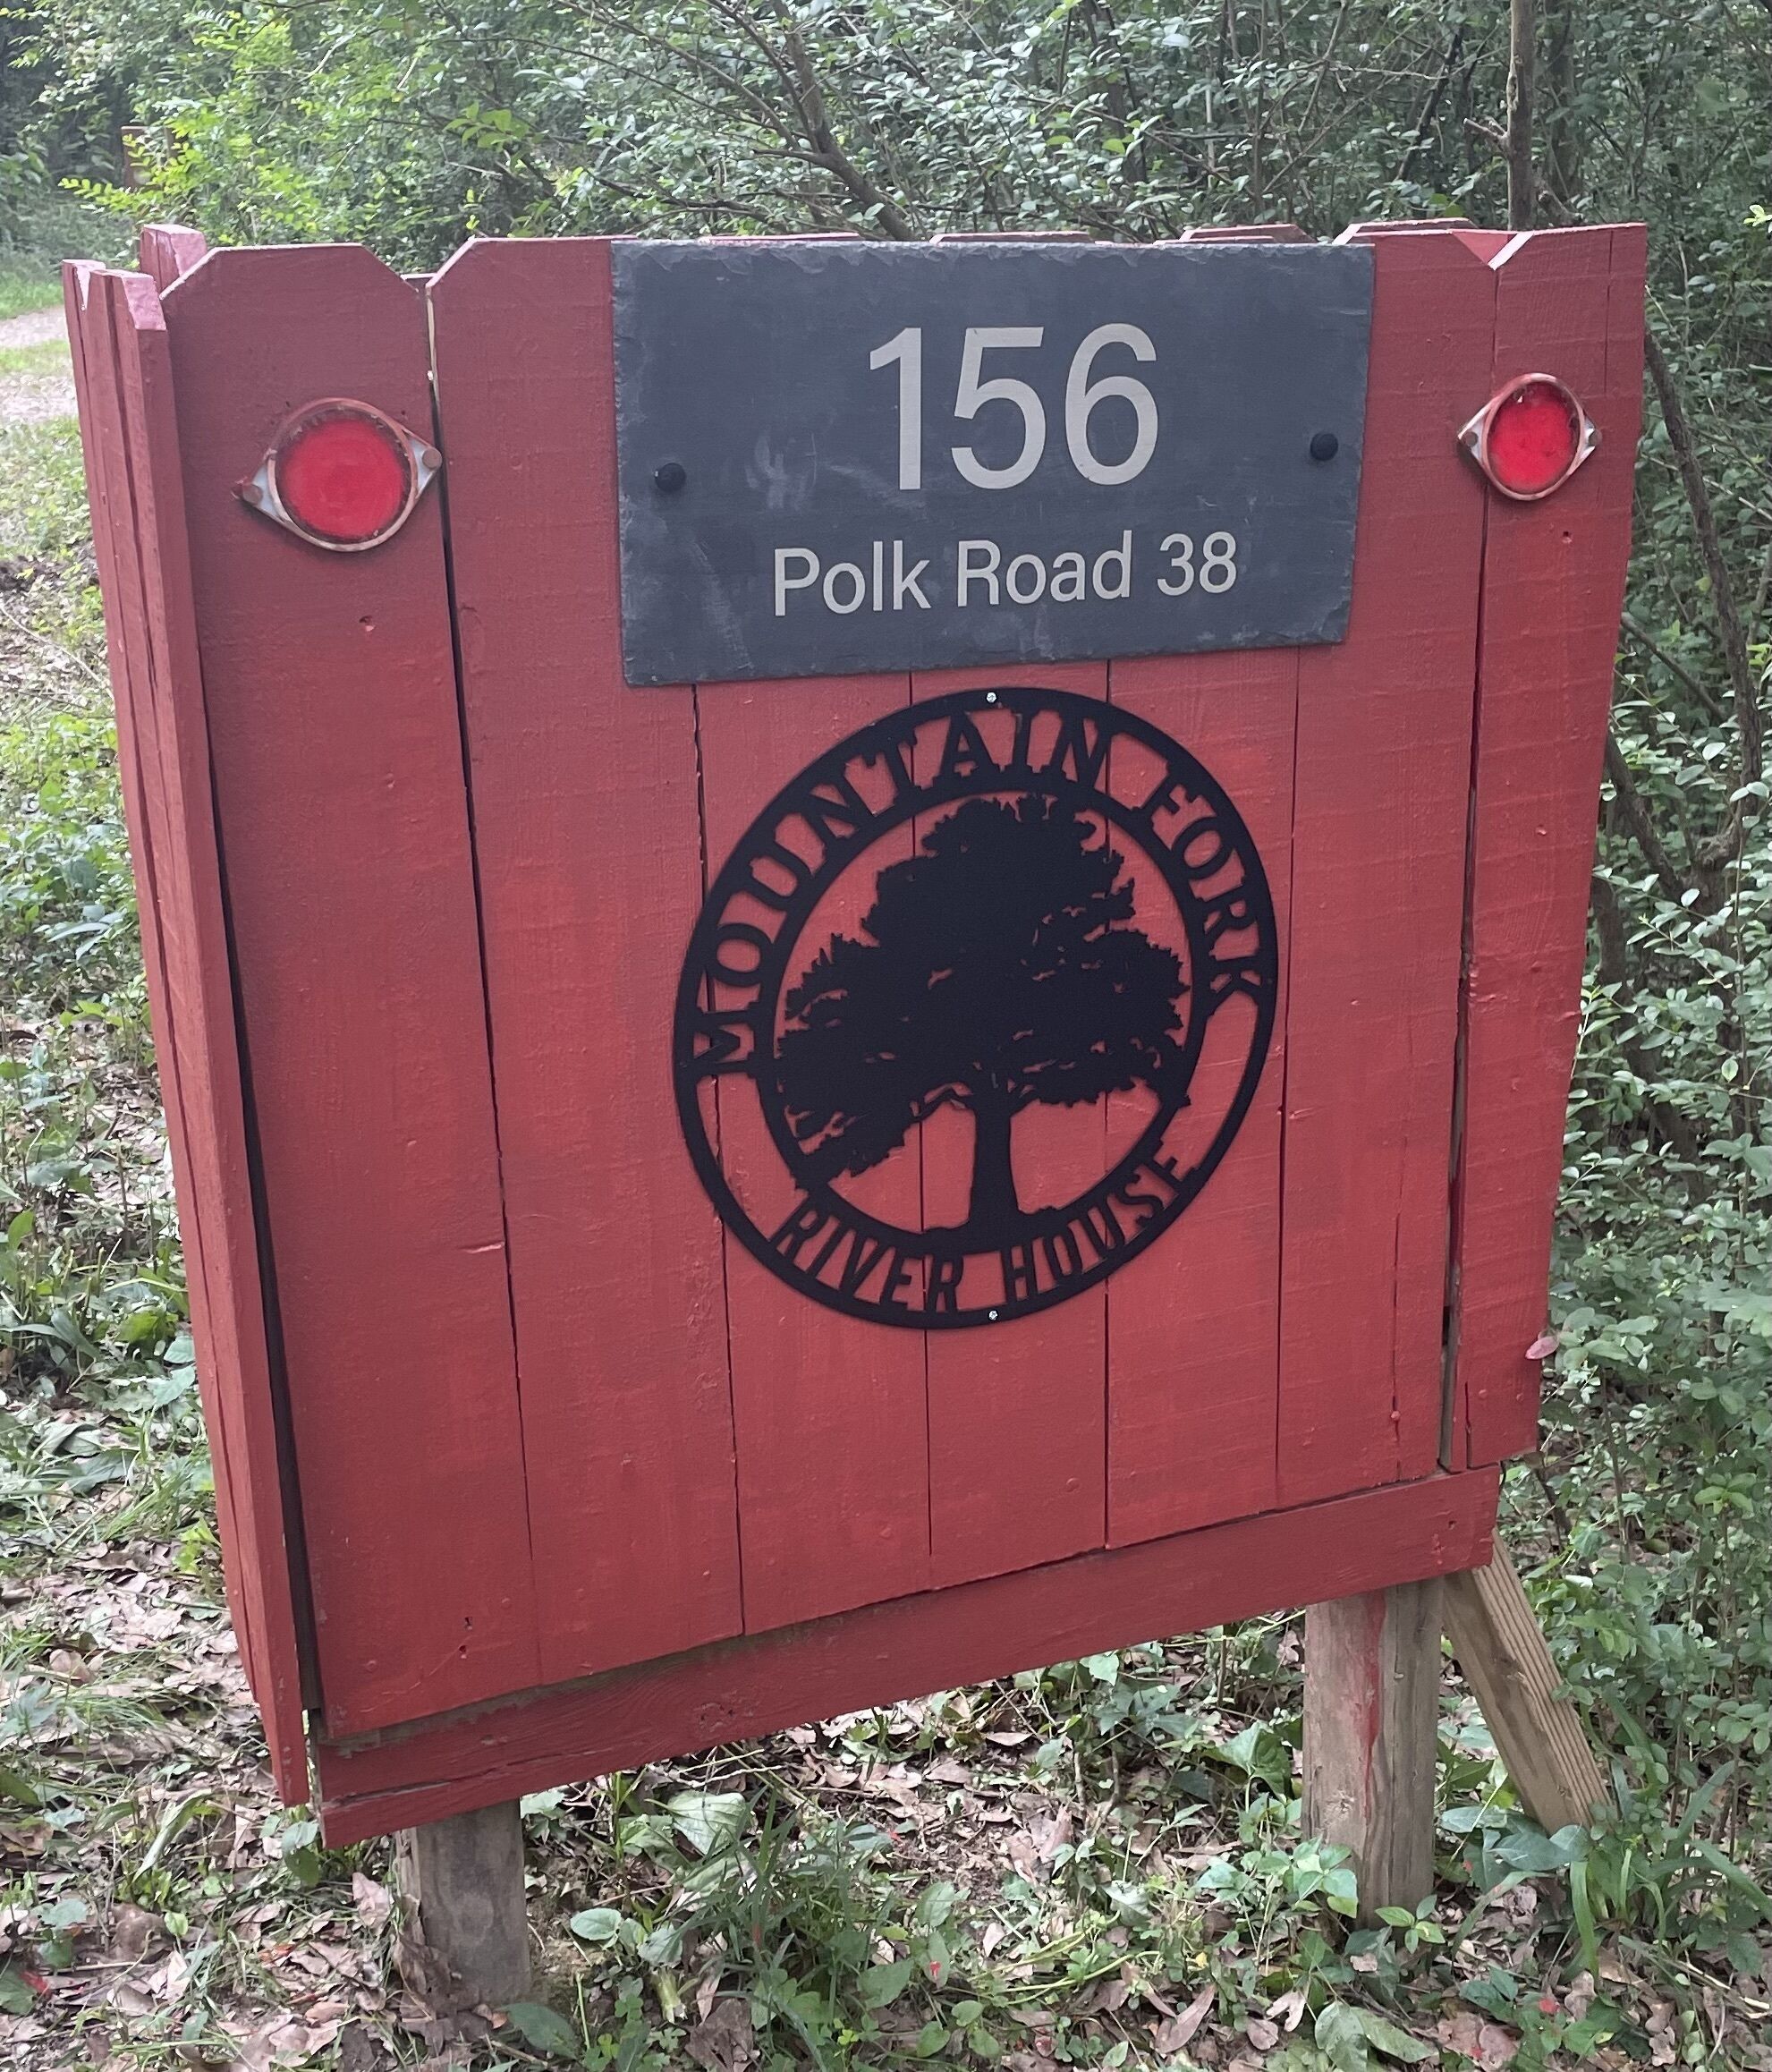 156
Polk Road 38
MOUNTAIN FORK
RIVER HOUSE